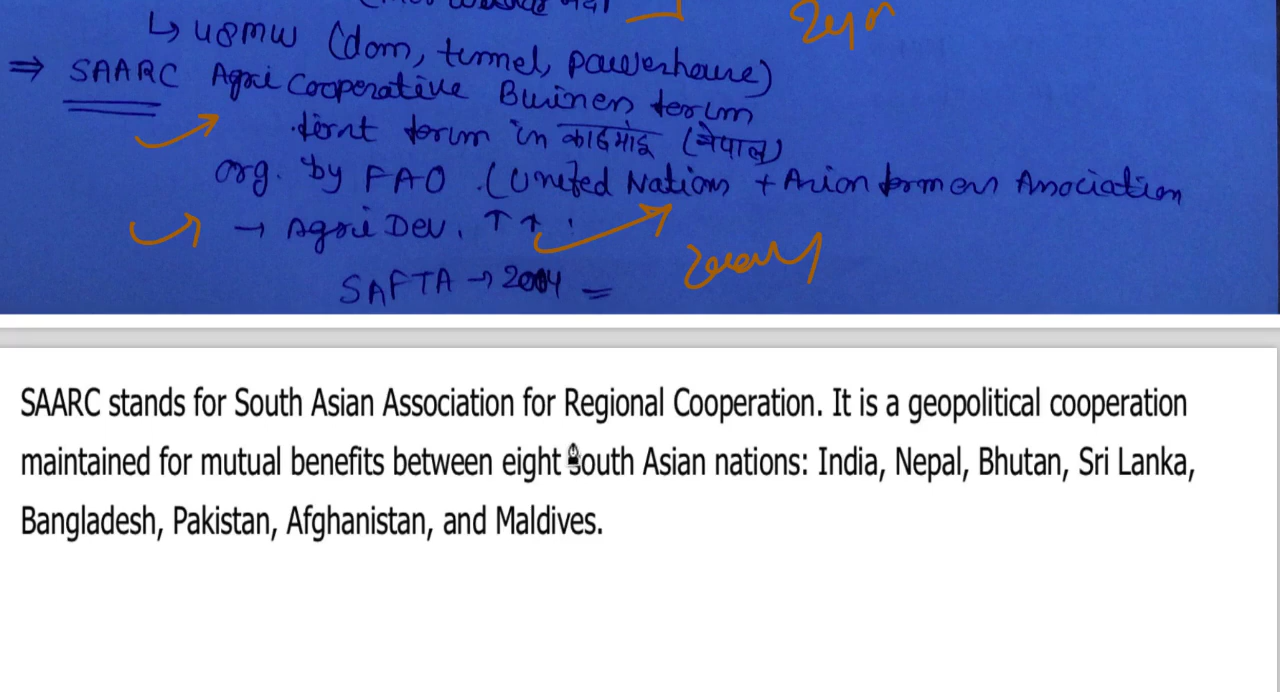 ↳ 48MW (dam, tunnel, powerhouse)
⇒ SAARC Agri Cooperative Business forum
first forum in काठमांडू (नेपाल)
org. by FAO (United Nations + Asian farmers Association
→ Agri Dev. ↑ ↑
SAFTA → 2004 =
SAARC stands for South Asian Association for Regional Cooperation. It is a geopolitical cooperation
maintained for mutual benefits between eight South Asian nations: India, Nepal, Bhutan, Sri Lanka,
Bangladesh, Pakistan, Afghanistan, and Maldives.